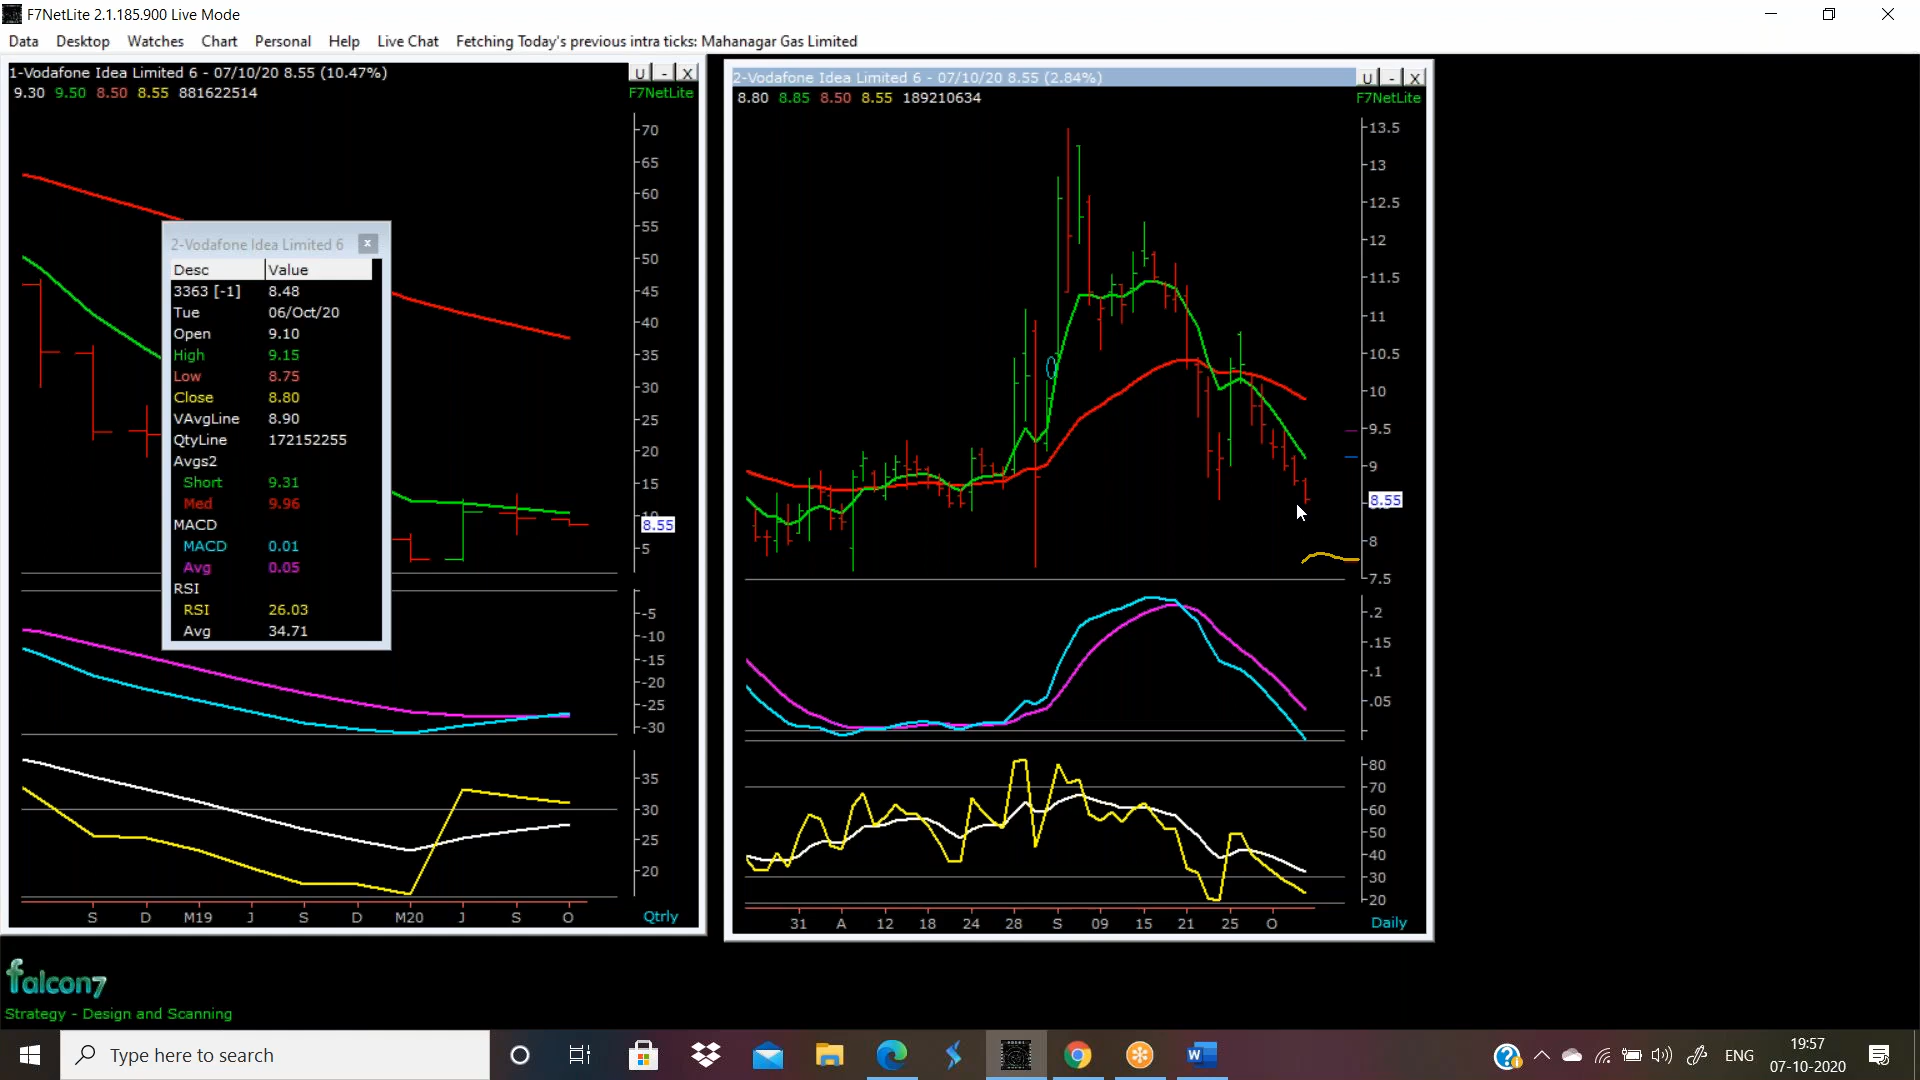 F7NetLite 2.1.185.900 Live Mode
Data Desktop Watches Chart Personal Help Live Chat Fetching Today's previous intra ticks: Mahanagar Gas Limited
1-Vodafone Idea Limited 6 - 07/10/20 8.55 (10.47%) U - X
9.30 9.50 8.50 8.55 881622514 F7NetLite
70
65
60
55
50
45
40
35
30
25
20
15
10
8.55
5
-5
-10
-15
-20
-25
-30
35
30
25
20
S D M19 J S D M20 J S O Qtrly
2-Vodafone Idea Limited 6 x
Desc Value
3363 [-1] 8.48
Tue 06/Oct/20
Open 9.10
High 9.15
Low 8.75
Close 8.80
VAvgLine 8.90
QtyLine 172152255
Avgs2
Short 9.31
Med 9.96
MACD
MACD 0.01
Avg 0.05
RSI
RSI 26.03
Avg 34.71
2-Vodafone Idea Limited 6 - 07/10/20 8.55 (2.84%) U - X
8.80 8.85 8.50 8.55 189210634 F7NetLite
13.5
13
12.5
12
11.5
11
10.5
10
9.5
9
8.55
8
7.5
.2
.15
.1
.05
80
70
60
50
40
30
20
31 A 12 18 24 28 S 09 15 21 25 O Daily
falcon7
Strategy - Design and Scanning
Type here to search
ENG
19:57
07-10-2020